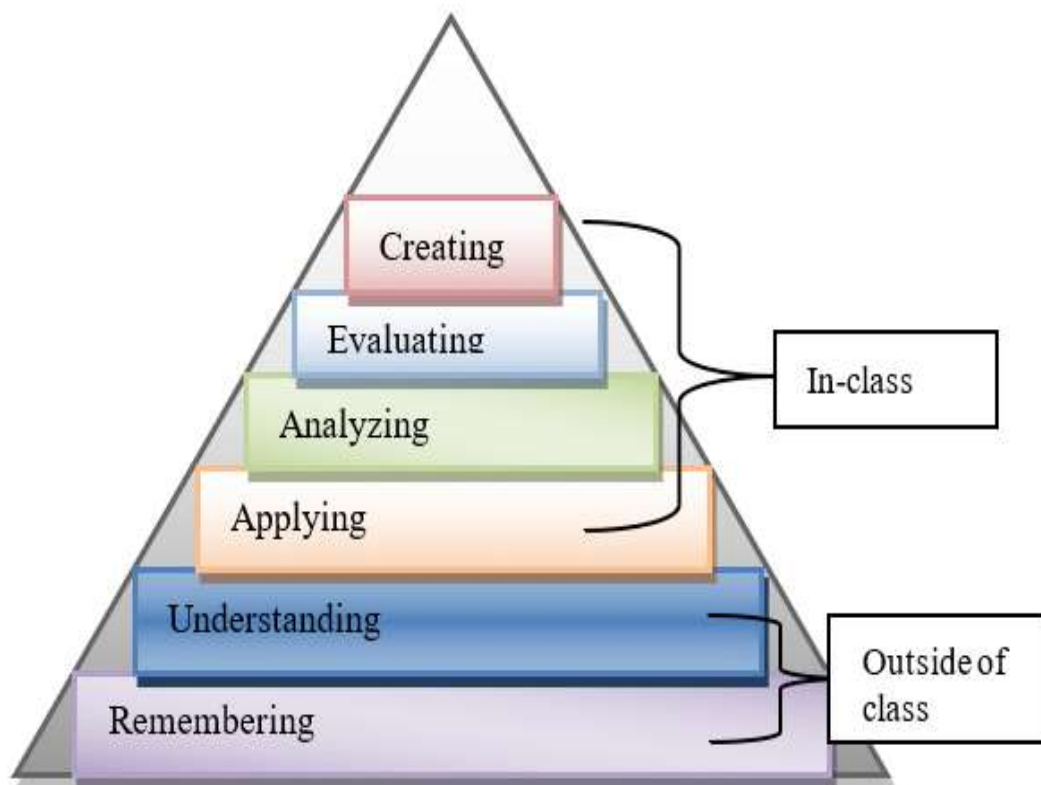 Creating
Evaluating
In-class
Analyzing
Applying
Understanding
Outside of
class
Remembering